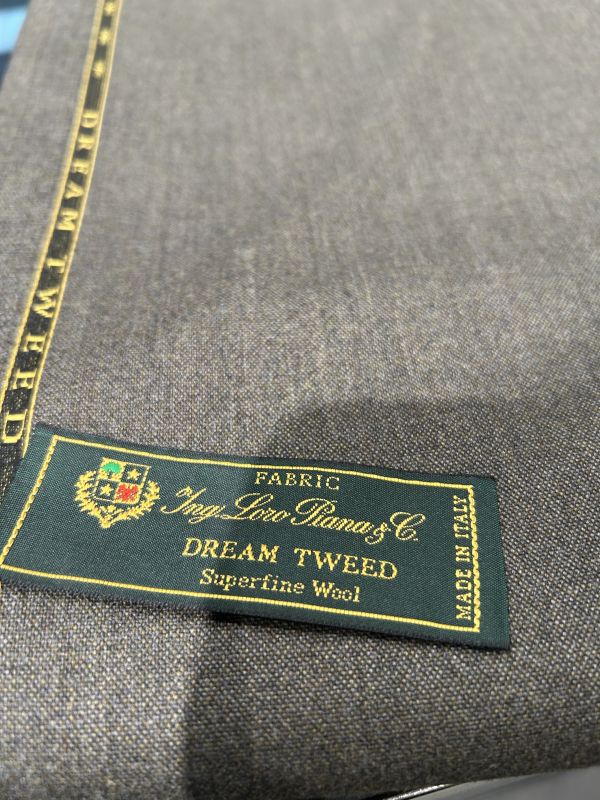 DREAM TWEED
FABRIC
Ing. Loro Piana & C.
DREAM TWEED
Superfine Wool
MADE IN ITALY